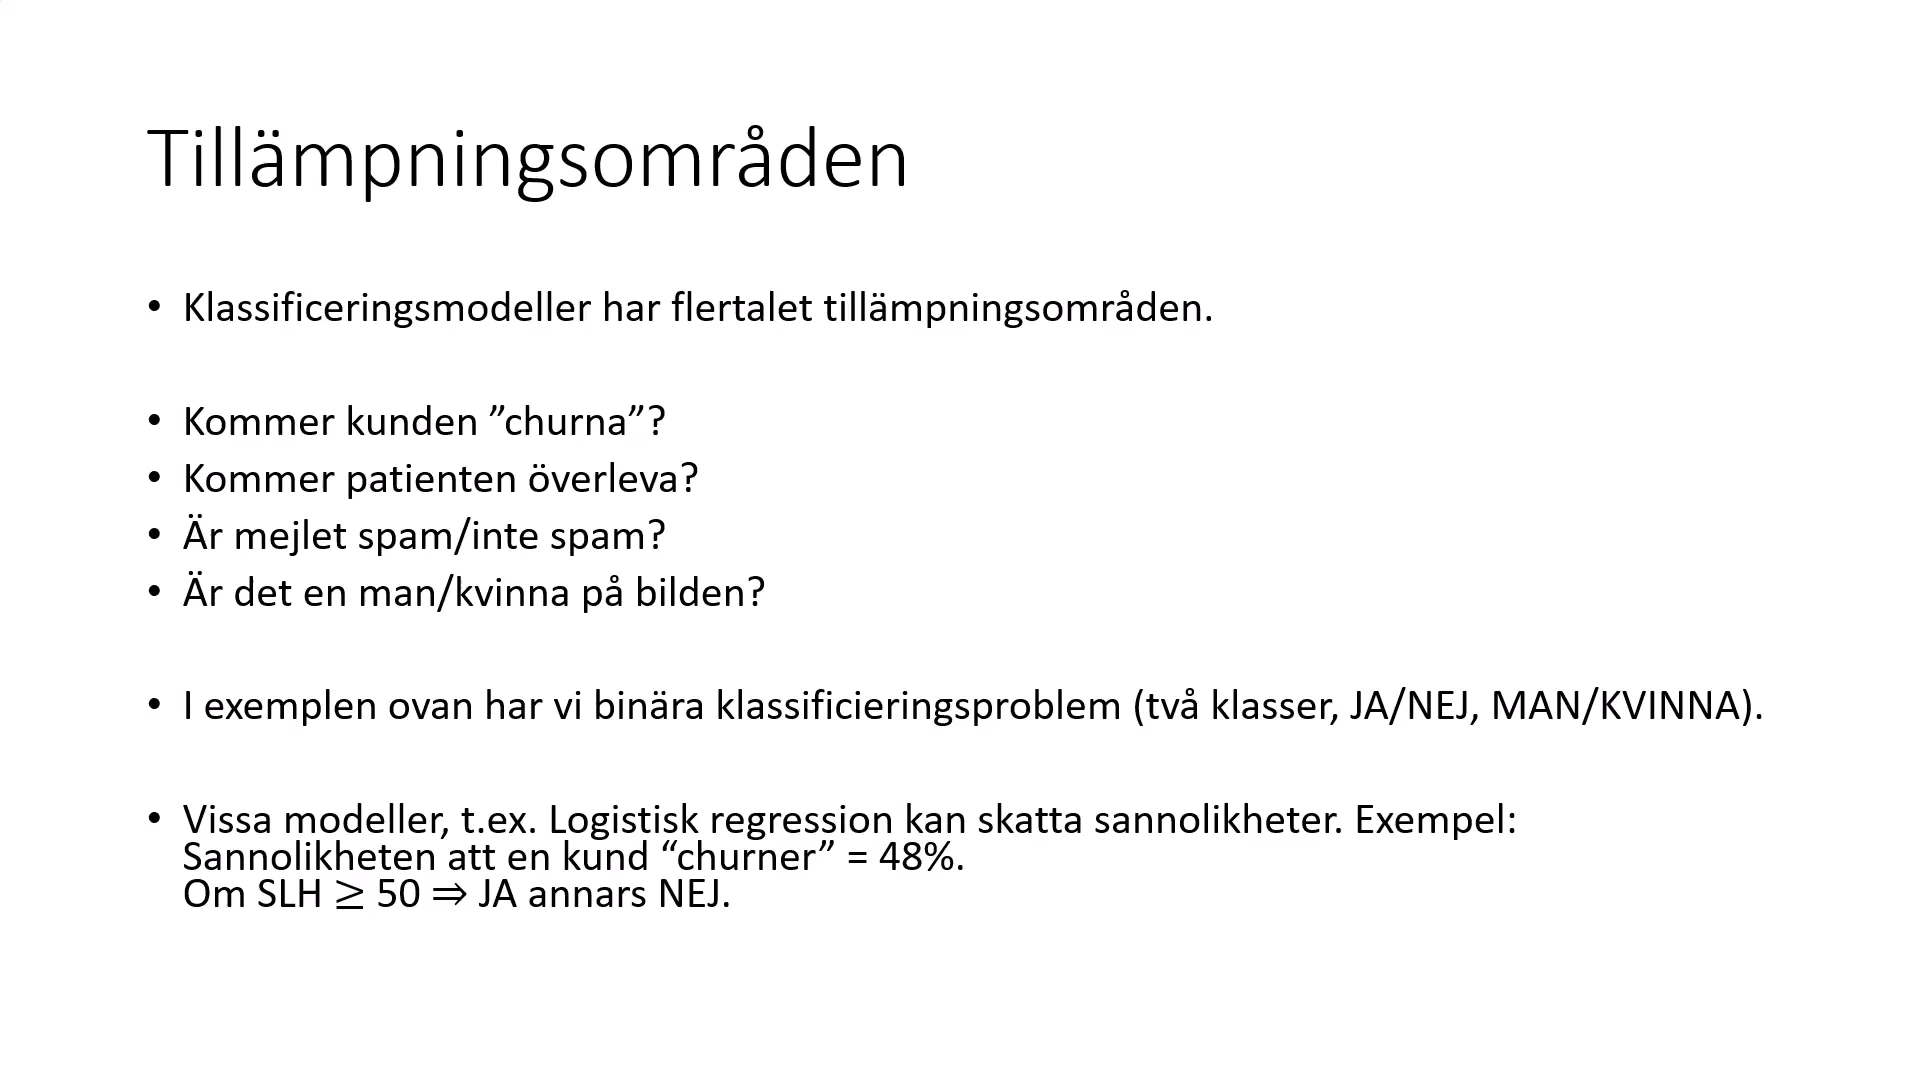 Tillämpningsområden
• Klassificeringsmodeller har flertalet tillämpningsområden.
• Kommer kunden ”churna”?
• Kommer patienten överleva?
• Är mejlet spam/inte spam?
• Är det en man/kvinna på bilden?
• I exemplen ovan har vi binära klassificieringsproblem (två klasser, JA/NEJ, MAN/KVINNA).
• Vissa modeller, t.ex. Logistisk regression kan skatta sannolikheter. Exempel:
Sannolikheten att en kund “churner” = 48%.
Om SLH ≥ 50 ⇒ JA annars NEJ.